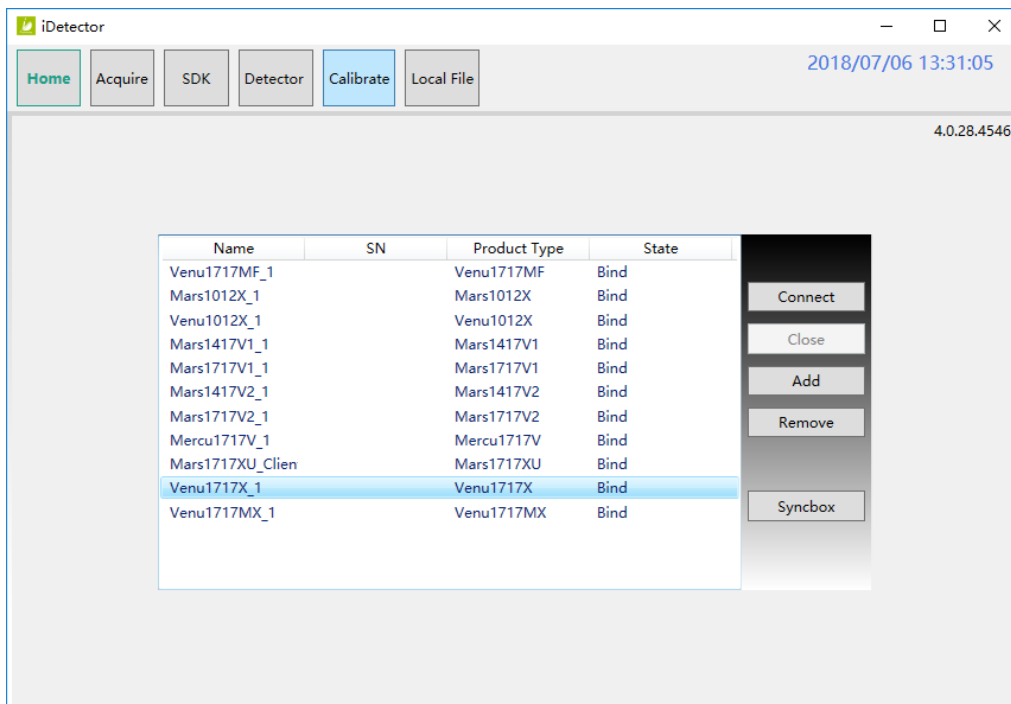 iDetector
Home Acquire SDK Detector Calibrate Local File
2018/07/06 13:31:05
4.0.28.4546
Name SN Product Type State
Venu1717MF_1 Venu1717MF Bind
Mars1012X_1 Mars1012X Bind
Venu1012X_1 Venu1012X Bind
Mars1417V1_1 Mars1417V1 Bind
Mars1717V1_1 Mars1717V1 Bind
Mars1417V2_1 Mars1417V2 Bind
Mars1717V2_1 Mars1717V2 Bind
Mercu1717V_1 Mercu1717V Bind
Mars1717XU_Clien Mars1717XU Bind
Venu1717X_1 Venu1717X Bind
Venu1717MX_1 Venu1717MX Bind
Connect
Close
Add
Remove
Syncbox